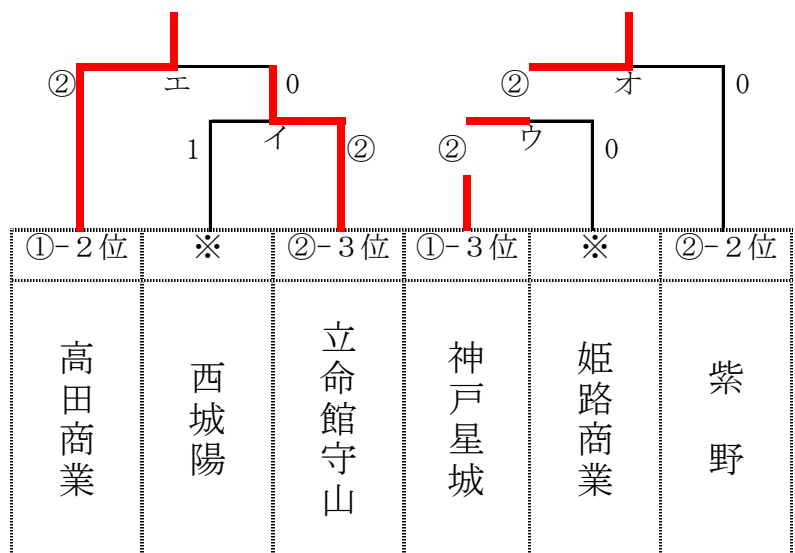 ② エ 0 ② オ 0
1 イ ② ② ウ 0
①-2位 ※ ②-3位 ①-3位 ※ ②-2位
高田商業
西城陽
立命館守山
神戸星城
姫路商業
紫野